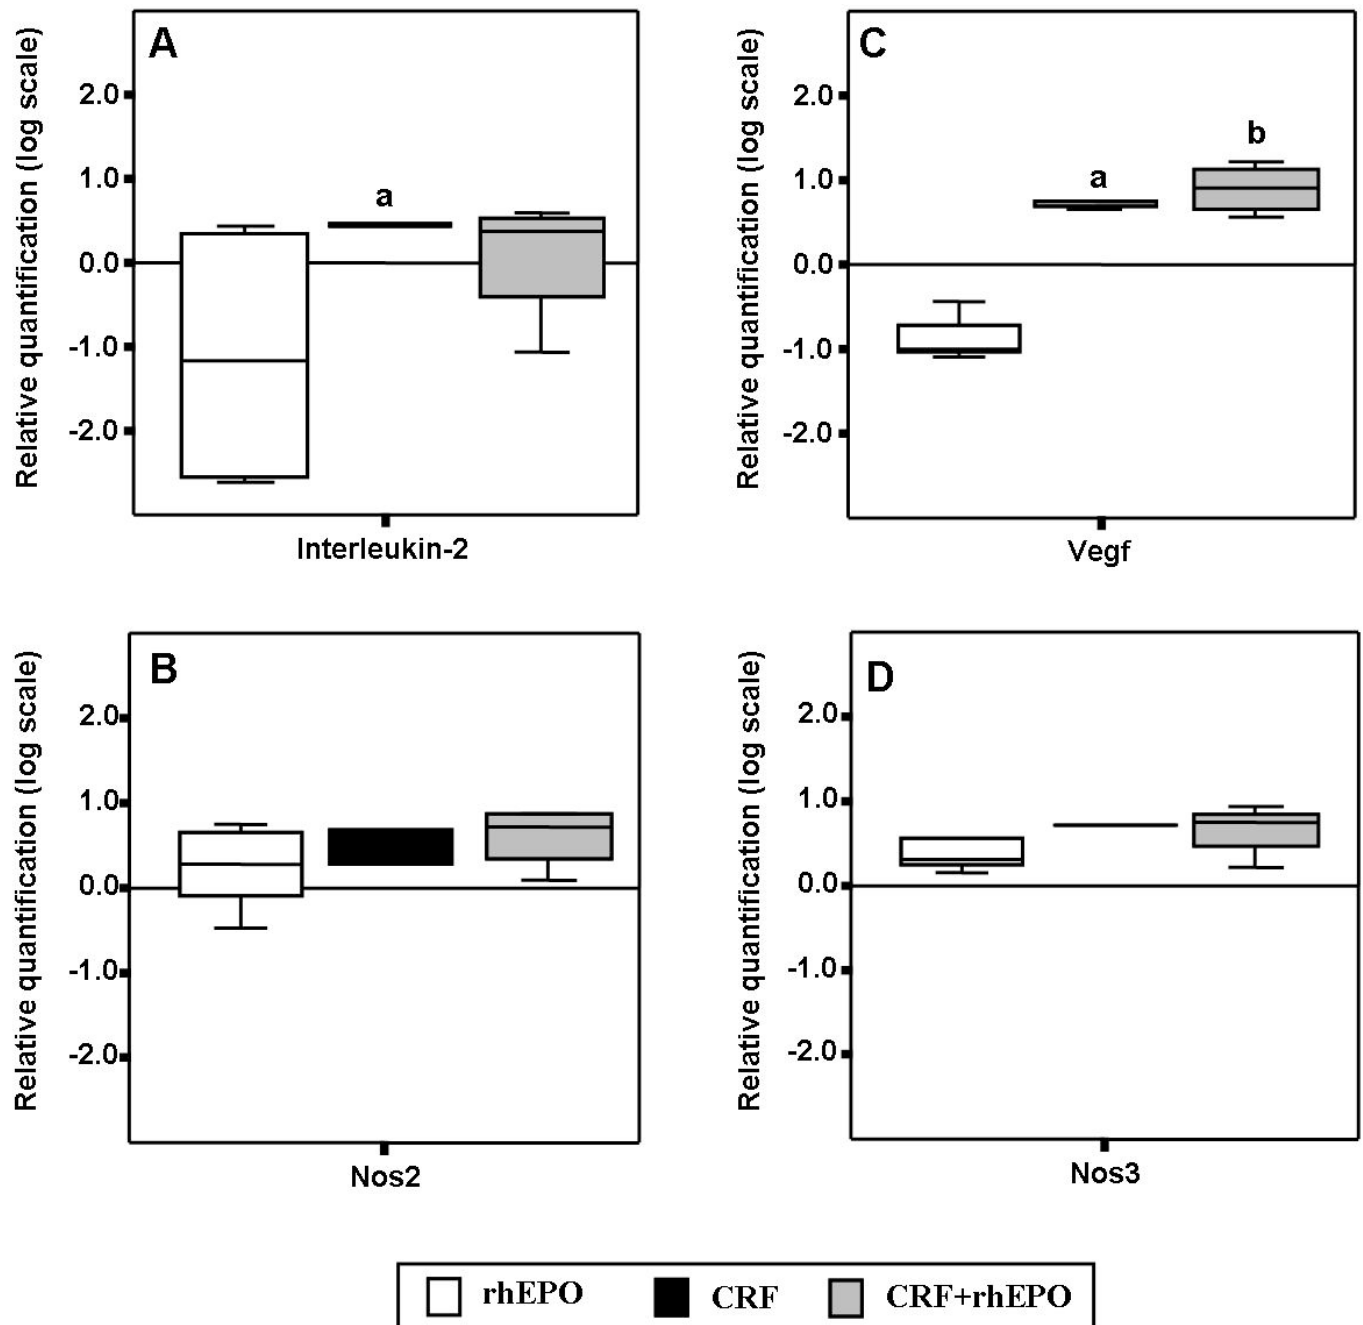 A
Relative quantification (log scale)
2.0
1.0
0.0
-1.0
-2.0
a
Interleukin-2
C
Relative quantification (log scale)
2.0
1.0
0.0
-1.0
-2.0
a
b
Vegf
B
Relative quantification (log scale)
2.0
1.0
0.0
-1.0
-2.0
Nos2
D
Relative quantification (log scale)
2.0
1.0
0.0
-1.0
-2.0
Nos3
rhEPO CRF CRF+rhEPO